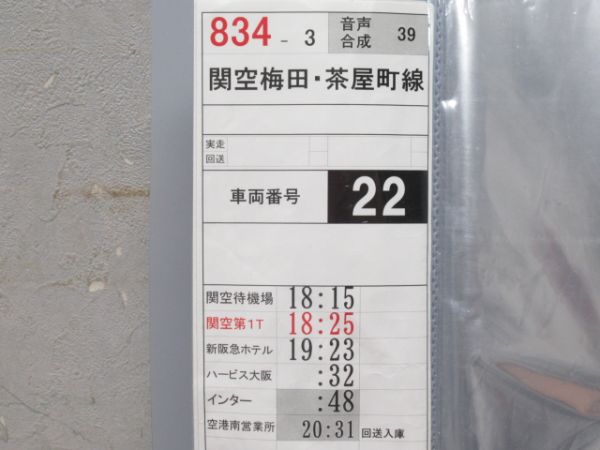 834 - 3 音声合成 39
関空梅田・茶屋町線
実走
回送
車両番号 22
関空待機場 18:15
関空第1T 18:25
新阪急ホテル 19:23
ハービス大阪 :32
インター :48
空港南営業所 20:31 回送入庫